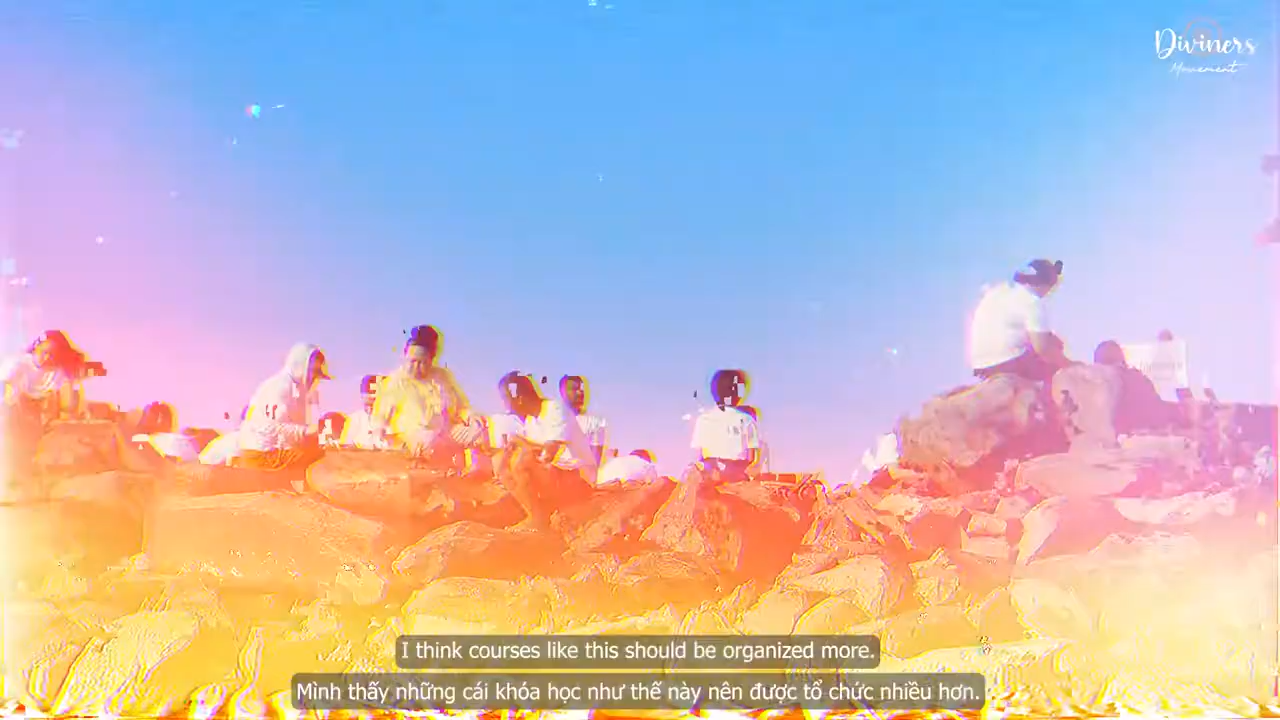 Diviners
Movement
I think courses like this should be organized more.
Mình thấy những cái khóa học như thế này nên được tổ chức nhiều hơn.